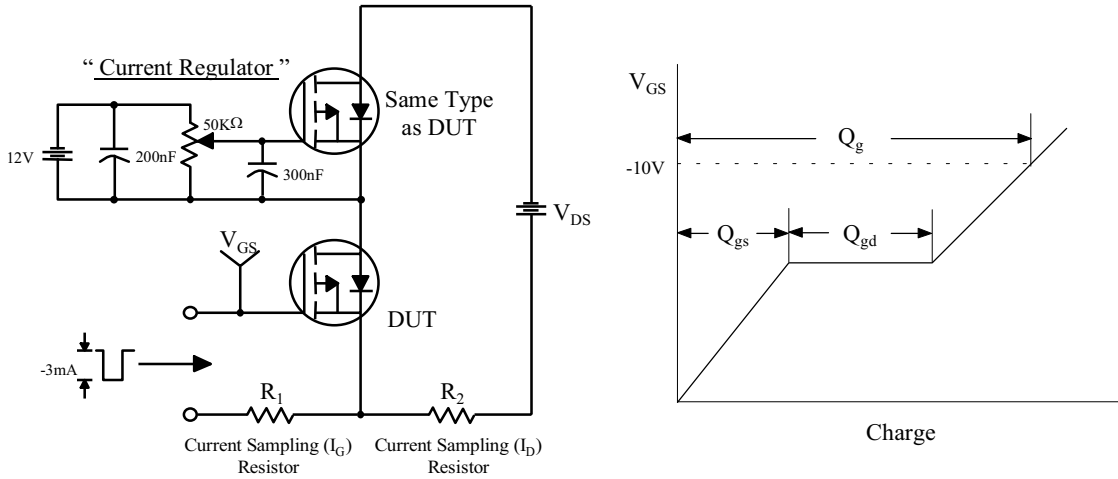 “ Current Regulator ”
Same Type
as DUT
50KΩ
12V
200nF
300nF
V_DS
V_GS
DUT
-3mA
R_1
R_2
Current Sampling (I_G)
Resistor
Current Sampling (I_D)
Resistor
V_GS
Q_g
-10V
Q_gs
Q_gd
Charge